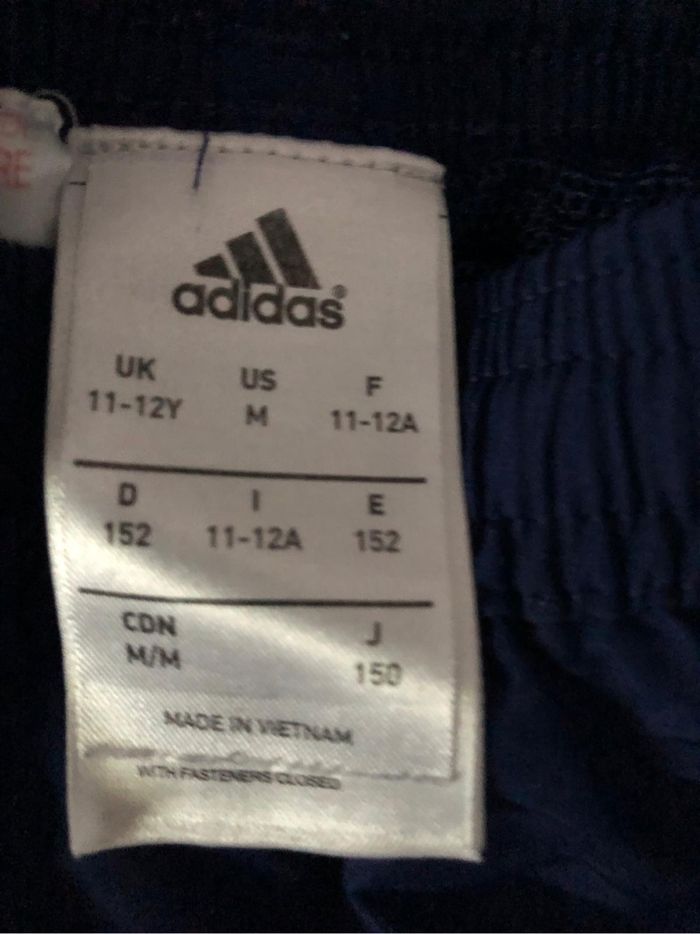 adidas®
UK US F
11-12Y M 11-12A
D I E
152 11-12A 152
CDN J
M/M 150
MADE IN VIETNAM
WITH FASTENERS CLOSED
RE